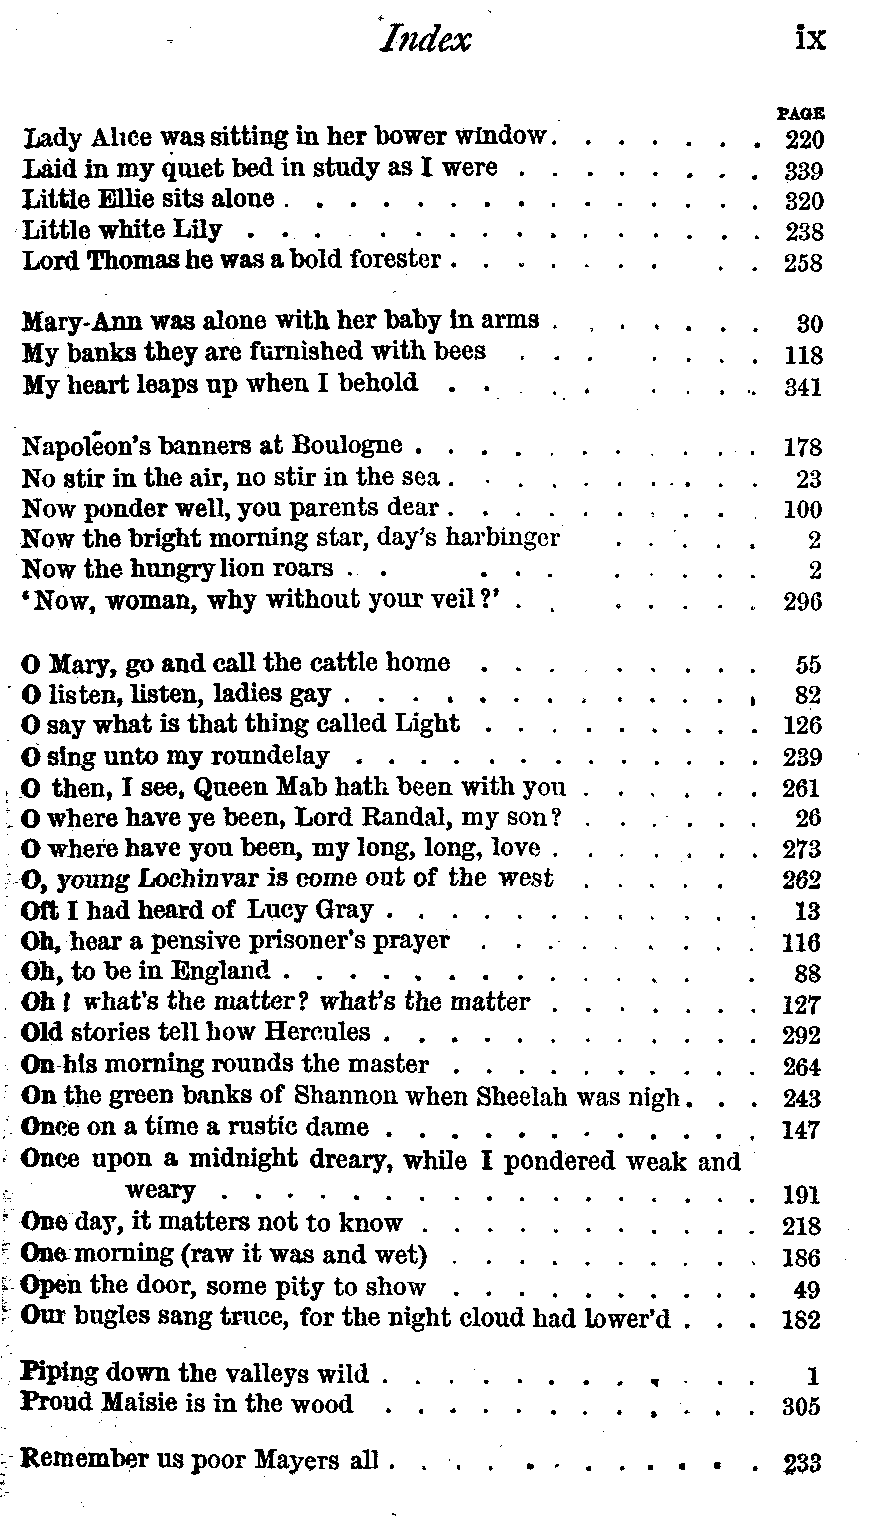 Index ix
PAGE
Lady Alice was sitting in her bower window. . . . . . . 220
Laid in my quiet bed in study as I were . . . . . . . . 339
Little Ellie sits alone . . . . . . . . . . . . . . . 320
Little white Lily . . . . . . . . . . . . . . . 238
Lord Thomas he was a bold forester . . . . . . . . . 258
Mary-Ann was alone with her baby in arms . . . . . . . 30
My banks they are furnished with bees . . . . . . . 118
My heart leaps up when I behold . . . . . . . . 341
Napoleon's banners at Boulogne . . . . . . . . . . . 178
No stir in the air, no stir in the sea . . . . . . . . . . 23
Now ponder well, you parents dear . . . . . . . . . . 100
Now the bright morning star, day's harbinger . . . . . 2
Now the hungry lion roars . . . . . . . . . . 2
'Now, woman, why without your veil?' . . . . . . . 296
O Mary, go and call the cattle home . . . . . . . . . 55
O listen, listen, ladies gay . . . . . . . . . . . . . 82
O say what is that thing called Light . . . . . . . . . 126
O sing unto my roundelay . . . . . . . . . . . . . 239
O then, I see, Queen Mab hath been with you . . . . . . 261
O where have ye been, Lord Randal, my son? . . . . . . 26
O where have you been, my long, long, love . . . . . . . 273
O, young Lochinvar is come out of the west . . . . . 262
Oft I had heard of Lucy Gray . . . . . . . . . . . . 13
Oh, hear a pensive prisoner's prayer . . . . . . . . . 116
Oh, to be in England . . . . . . . . . . . . . . 88
Oh! what's the matter? what's the matter . . . . . . . 127
Old stories tell how Hercules . . . . . . . . . . . . 292
On his morning rounds the master . . . . . . . . . . 264
On the green banks of Shannon when Sheelah was nigh . . . 243
Once on a time a rustic dame . . . . . . . . . . . . 147
Once upon a midnight dreary, while I pondered weak and
weary . . . . . . . . . . . . . . . . . 191
One day, it matters not to know . . . . . . . . . . . 218
One morning (raw it was and wet) . . . . . . . . . . 186
Open the door, some pity to show . . . . . . . . . . 49
Our bugles sang truce, for the night cloud had lower'd . . . 182
Piping down the valleys wild . . . . . . . . . . . . 1
Proud Maisie is in the wood . . . . . . . . . . . . 305
Remember us poor Mayers all . . . . . . . . . . . . 233